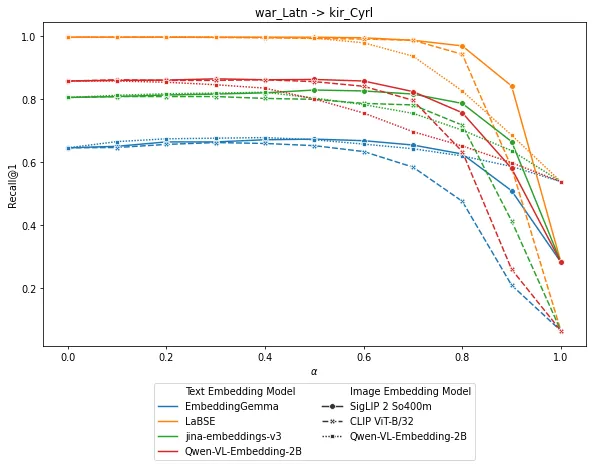 war_Latn -> kir_Cyrl
Recall@1
1.0
0.8
0.6
0.4
0.2
0.0 0.2 0.4 0.6 0.8 1.0
α
Text Embedding Model
EmbeddingGemma
LaBSE
jina-embeddings-v3
Qwen-VL-Embedding-2B
Image Embedding Model
SigLIP 2 So400m
CLIP ViT-B/32
Qwen-VL-Embedding-2B